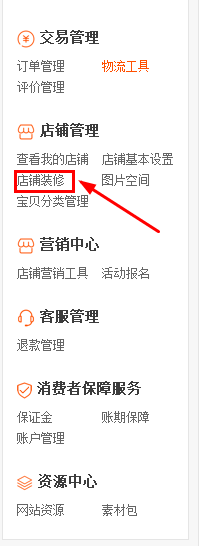 交易管理
订单管理 物流工具
评价管理
店铺管理
查看我的店铺 店铺基本设置
店铺装修 图片空间
宝贝分类管理
营销中心
店铺营销工具 活动报名
客服管理
退款管理
消费者保障服务
保证金 账期保障
账户管理
资源中心
网站资源 素材包